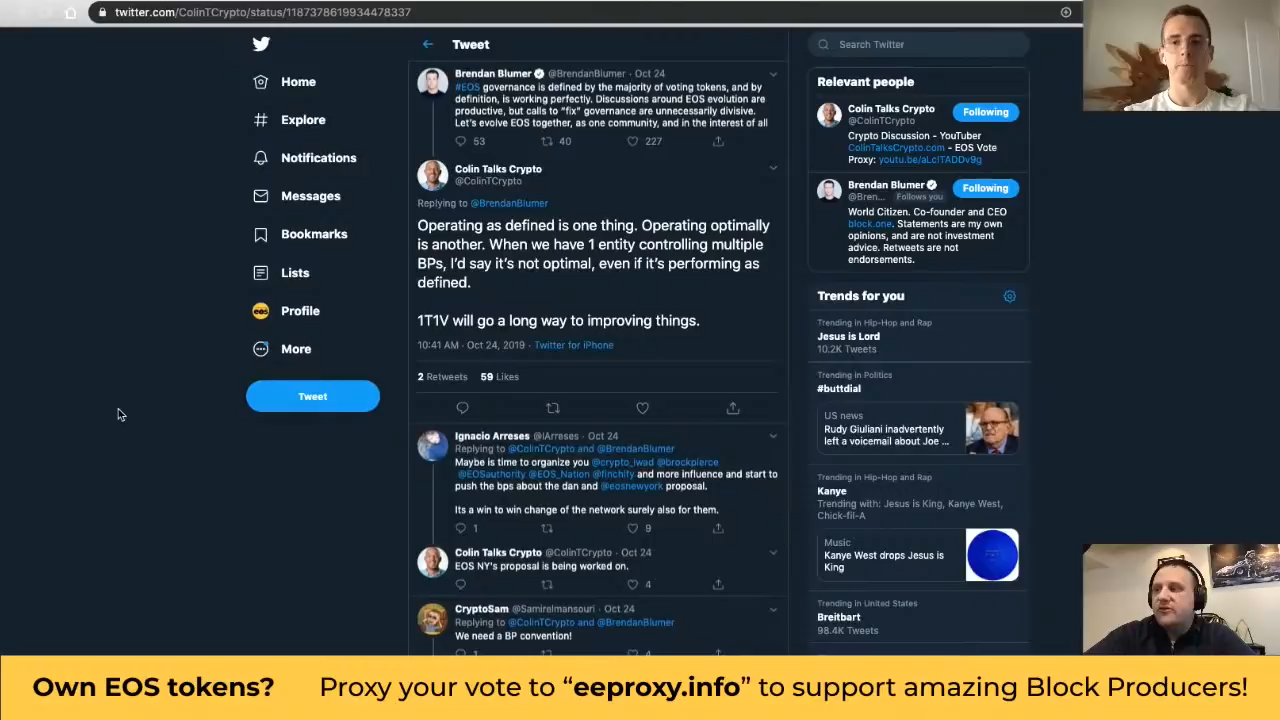 twitter.com/ColinTCrypto/status/1187378619934478337
Home
Explore
Notifications
Messages
Bookmarks
Lists
eos
Profile
More
Tweet
Tweet
Brendan Blumer @BrendanBlumer · Oct 24
#EOS governance is defined by the majority of voting tokens, and by
definition, is working perfectly. Discussions around EOS evolution are
productive, but calls to "fix" governance are unnecessarily divisive.
Let's evolve EOS together, as one community, and in the interest of all
53 40 227
Colin Talks Crypto
@ColinTCrypto
Replying to @BrendanBlumer
Operating as defined is one thing. Operating optimally
is another. When we have 1 entity controlling multiple
BPs, I'd say it's not optimal, even if it's performing as
defined.
1T1V will go a long way to improving things.
10:41 AM · Oct 24, 2019 · Twitter for iPhone
2 Retweets 59 Likes
Ignacio Arreses @IArreses · Oct 24
Replying to @ColinTCrypto and @BrendanBlumer
Maybe is time to organize you @crypto_iwad @brockpierce
@EOSauthority @EOS_Nation @finchify and more influence and start to
push the bps about the dan and @eosnewyork proposal.
Its a win to win change of the network surely also for them.
1 9
Colin Talks Crypto @ColinTCrypto · Oct 24
EOS NY's proposal is being worked on.
4
CryptoSam @Samirelmansouri · Oct 24
Replying to @ColinTCrypto and @BrendanBlumer
We need a BP convention!
1 4
Search Twitter
Relevant people
Colin Talks Crypto
@ColinTCrypto
Following
Crypto Discussion - YouTube
ColinTalksCrypto.com - EOS Vote
Proxy: youtu.be/aLclTADDv9g
Brendan Blumer
@Bren... Follows you
Following
World Citizen. Co-founder and CEO
block.one. Statements are my own
opinions, and are not investment
advice. Retweets are not
endorsements.
Trends for you
Trending in Hip-Hop and Rap
Jesus is Lord
10.2K Tweets
Trending in Politics
#buttdial
US news
Rudy Giuliani inadvertently
left a voicemail about Joe ...
Trending in Hip-Hop and Rap
Kanye
Trending with: Jesus is King, Kanye West,
Chick-fil-A
Music
Kanye West drops Jesus is
King
Trending in United States
Breitbart
98.4K Tweets
Own EOS tokens? Proxy your vote to "eeproxy.info" to support amazing Block Producers!